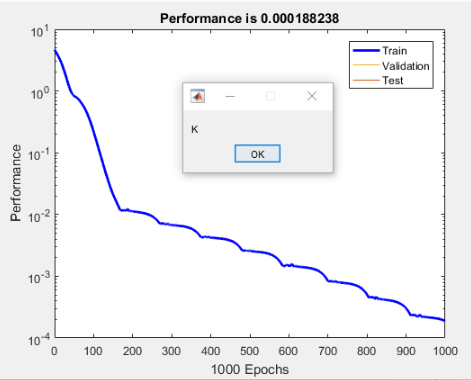 Performance is 0.000188238
10^1
10^0
10^-1
10^-2
10^-3
10^-4
Performance
Train
Validation
Test
K
OK
0 100 200 300 400 500 600 700 800 900 1000
1000 Epochs